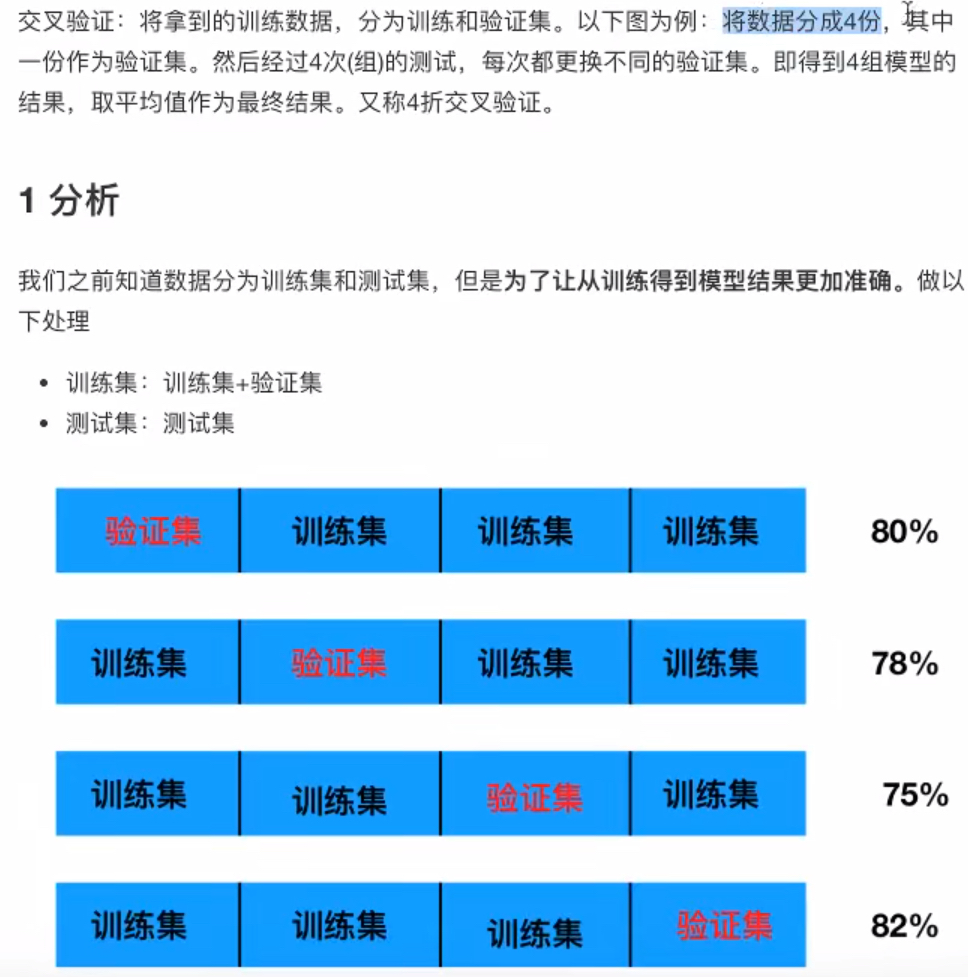 交叉验证：将拿到的训练数据，分为训练和验证集。以下图为例：将数据分成4份，其中
一份作为验证集。然后经过4次(组)的测试，每次都更换不同的验证集。即得到4组模型的
结果，取平均值作为最终结果。又称4折交叉验证。
1 分析
我们之前知道数据分为训练集和测试集，但是为了让从训练得到模型结果更加准确。做以
下处理
• 训练集：训练集+验证集
• 测试集：测试集
验证集 训练集 训练集 训练集 80%
训练集 验证集 训练集 训练集 78%
训练集 训练集 验证集 训练集 75%
训练集 训练集 训练集 验证集 82%